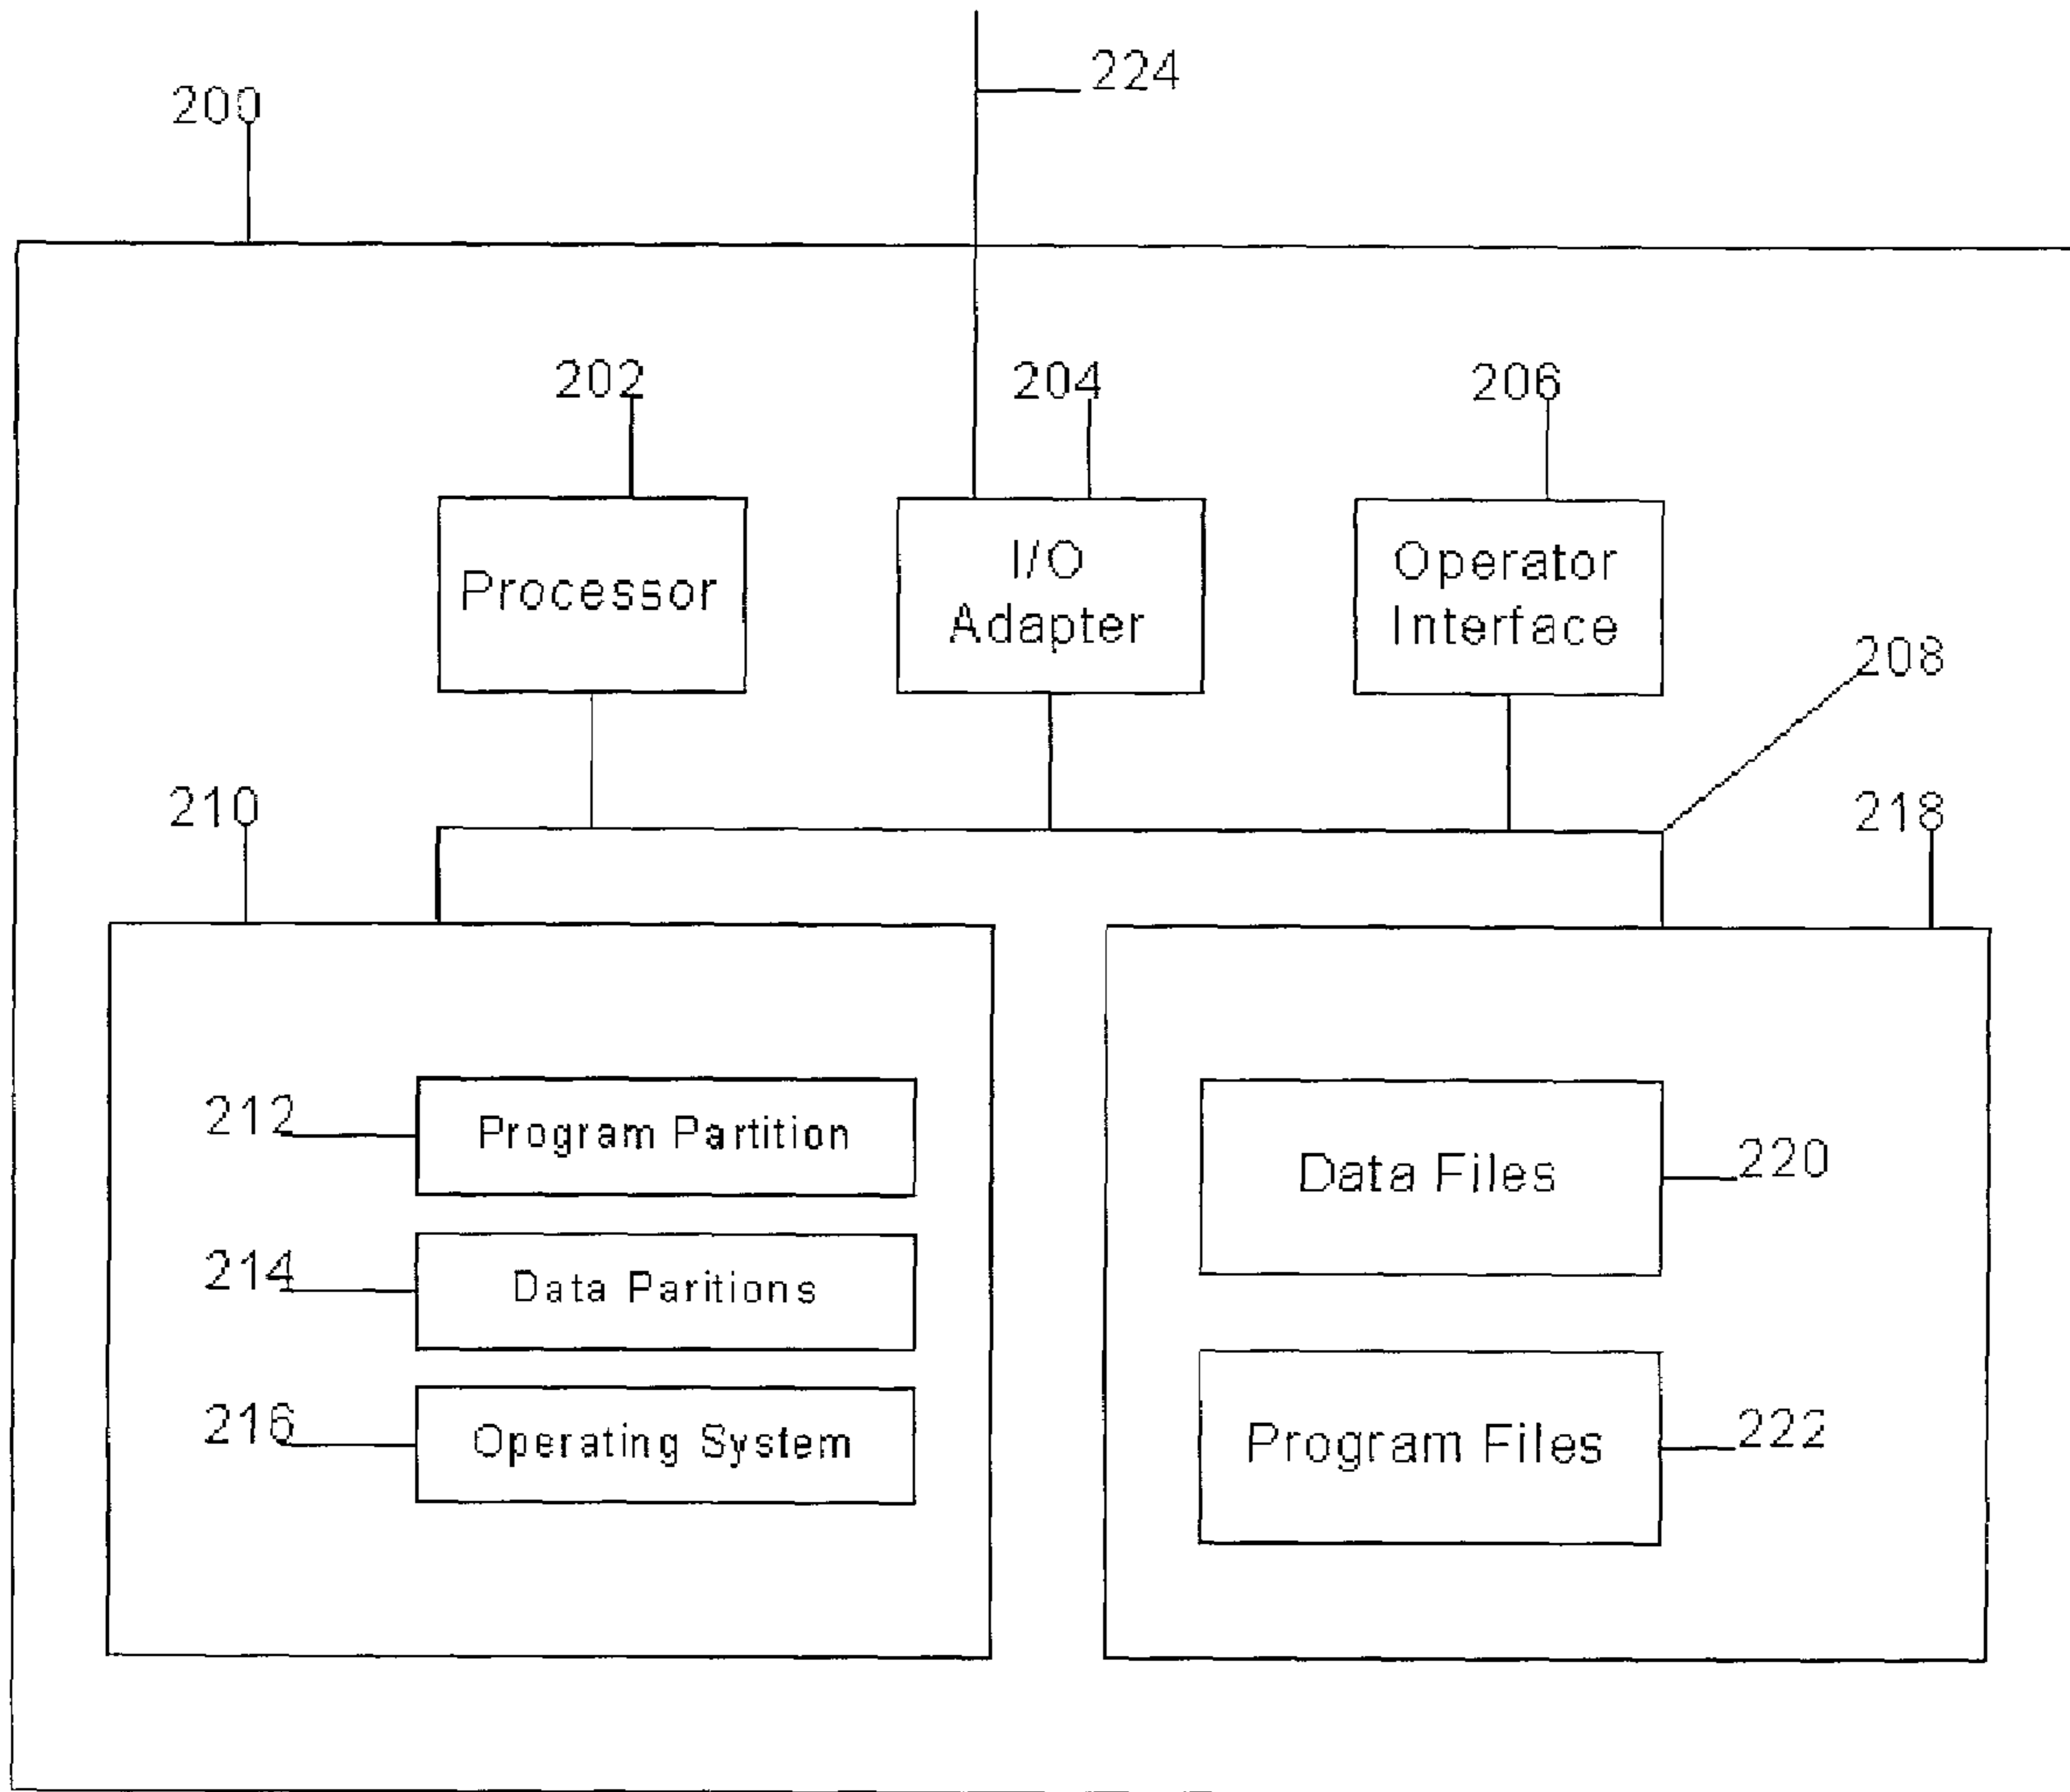 224
200
202
204
206
Processor
I/O
Adapter
Operator
Interface
208
210
218
212
Program Partition
214
Data Paritions
216
Operating System
Data Files
220
Program Files
222